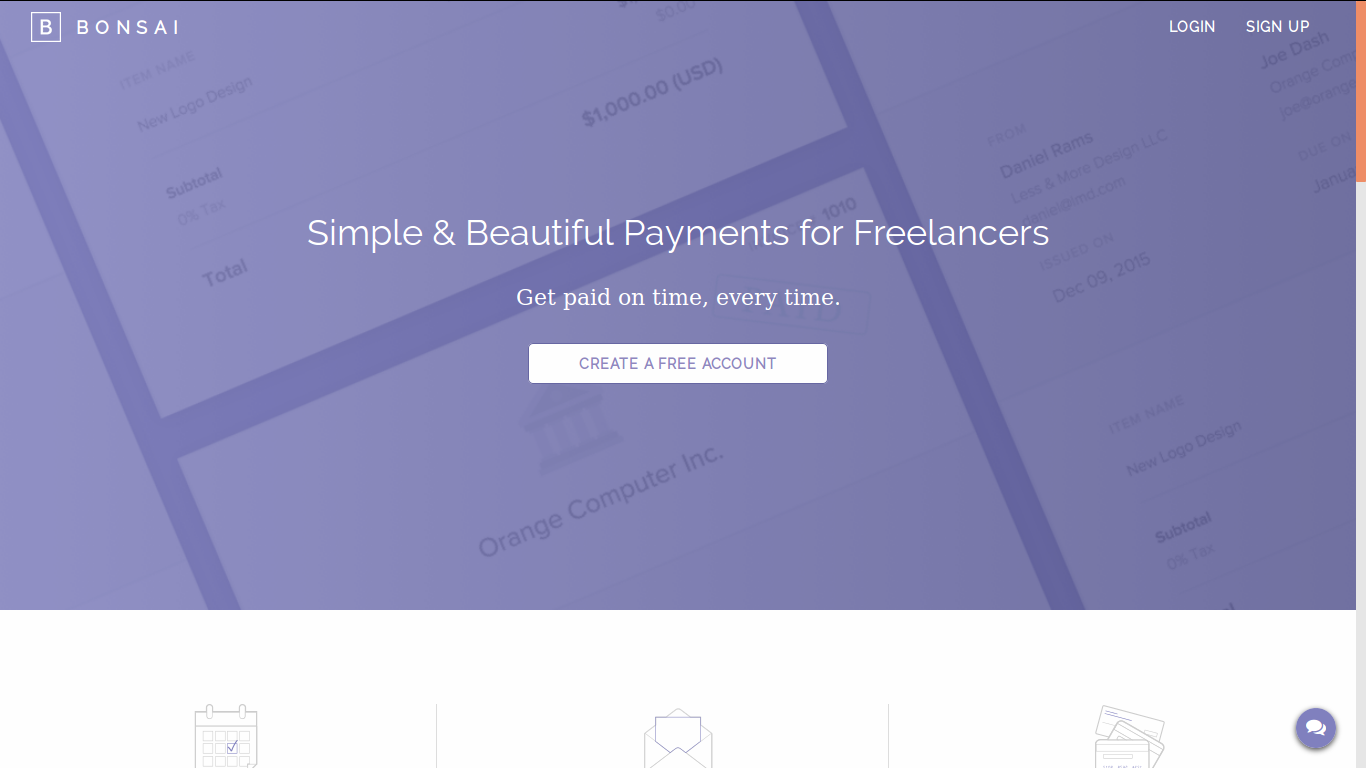 B BONSAI
LOGIN
SIGN UP
Simple & Beautiful Payments for Freelancers
Get paid on time, every time.
CREATE A FREE ACCOUNT
$0.00
ITEM NAME
New Logo Design
$1,000.00 (USD)
Subtotal
0% Tax
Total
1010
Orange Computer Inc.
FROM
Daniel Rams
Less & More Design LLC
daniel@lmd.com
ISSUED ON
Dec 09, 2015
Joe Dash
Orange Com
joe@orange
DUE ON
Janua
ITEM NAME
New Logo Design
Subtotal
0% Tax